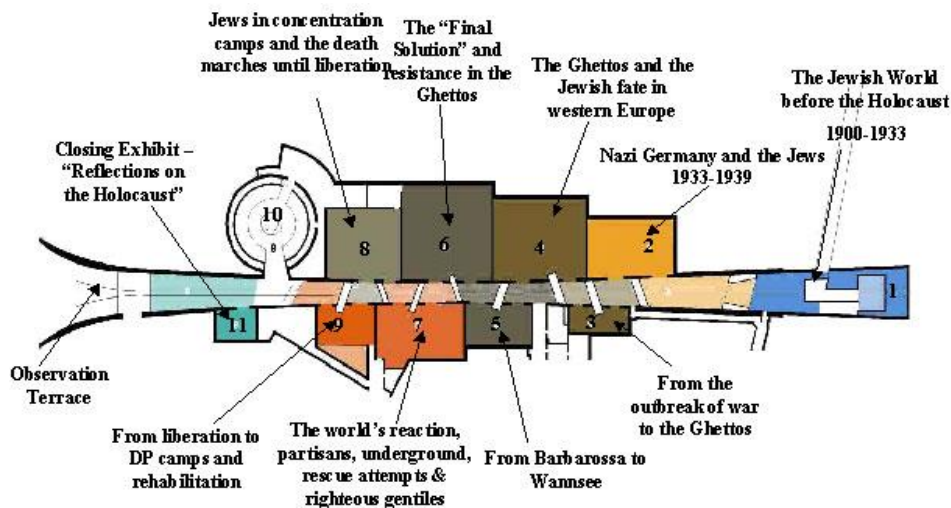 Jews in concentration
camps and the death
marches until liberation
The “Final
Solution” and
resistance in the
Ghettos
The Ghettos and the
Jewish fate in
western Europe
The Jewish World
before the Holocaust
1900-1933
Closing Exhibit –
“Reflections on
the Holocaust”
Nazi Germany and the Jews
1933-1939
10
8
6
4
2
1
11
9
7
5
3
Observation
Terrace
From liberation to
DP camps and
rehabilitation
The world’s reaction,
partisans, underground,
rescue attempts &
righteous gentiles
From Barbarossa to
Wannsee
From the
outbreak of war
to the Ghettos